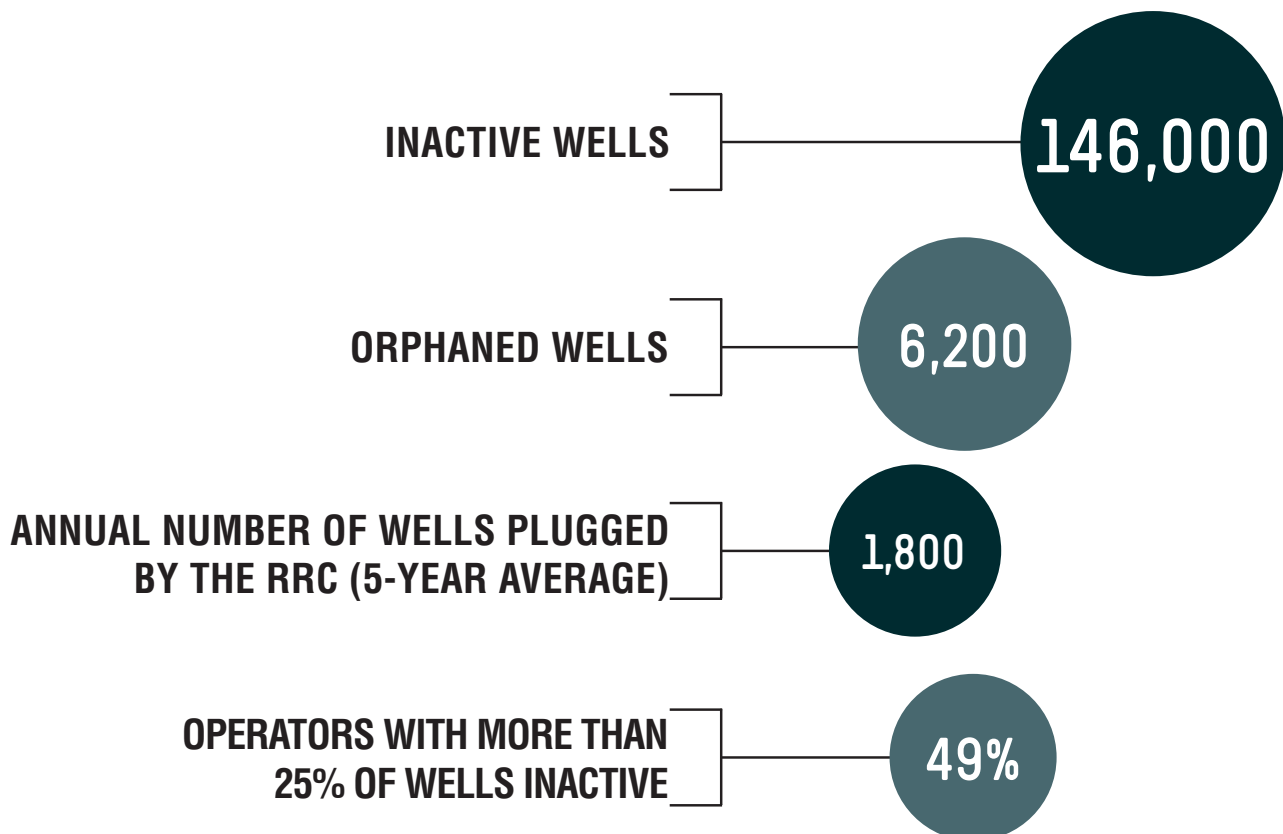 INACTIVE WELLS
146,000
ORPHANED WELLS
6,200
ANNUAL NUMBER OF WELLS PLUGGED
BY THE RRC (5-YEAR AVERAGE)
1,800
OPERATORS WITH MORE THAN
25% OF WELLS INACTIVE
49%